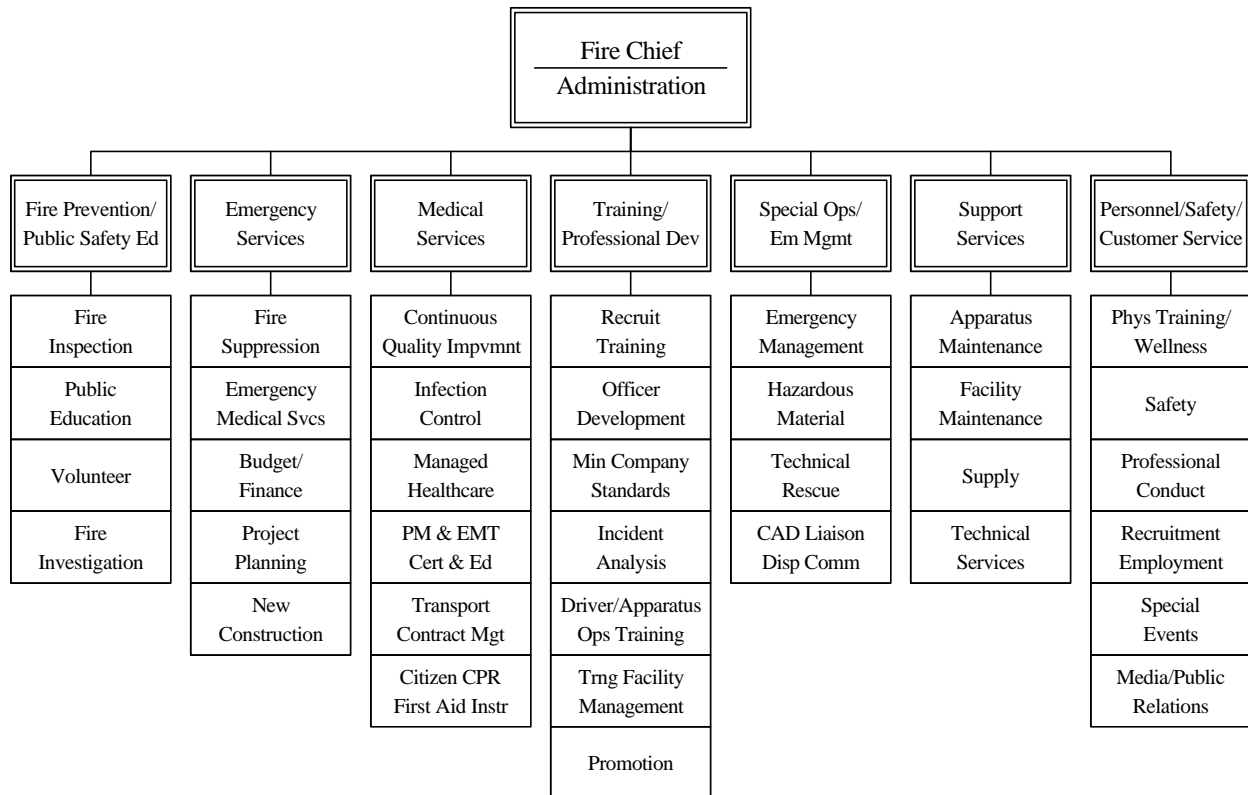 Fire Chief
Administration
Fire Prevention/
Public Safety Ed
Emergency
Services
Medical
Services
Training/
Professional Dev
Special Ops/
Em Mgmt
Support
Services
Personnel/Safety/
Customer Service
Fire
Inspection
Public
Education
Volunteer
Fire
Investigation
Fire
Suppression
Emergency
Medical Svcs
Budget/
Finance
Project
Planning
New
Construction
Continuous
Quality Impvmnt
Infection
Control
Managed
Healthcare
PM & EMT
Cert & Ed
Transport
Contract Mgt
Citizen CPR
First Aid Instr
Recruit
Training
Officer
Development
Min Company
Standards
Incident
Analysis
Driver/Apparatus
Ops Training
Trng Facility
Management
Promotion
Emergency
Management
Hazardous
Material
Technical
Rescue
CAD Liaison
Disp Comm
Apparatus
Maintenance
Facility
Maintenance
Supply
Technical
Services
Phys Training/
Wellness
Safety
Professional
Conduct
Recruitment
Employment
Special
Events
Media/Public
Relations